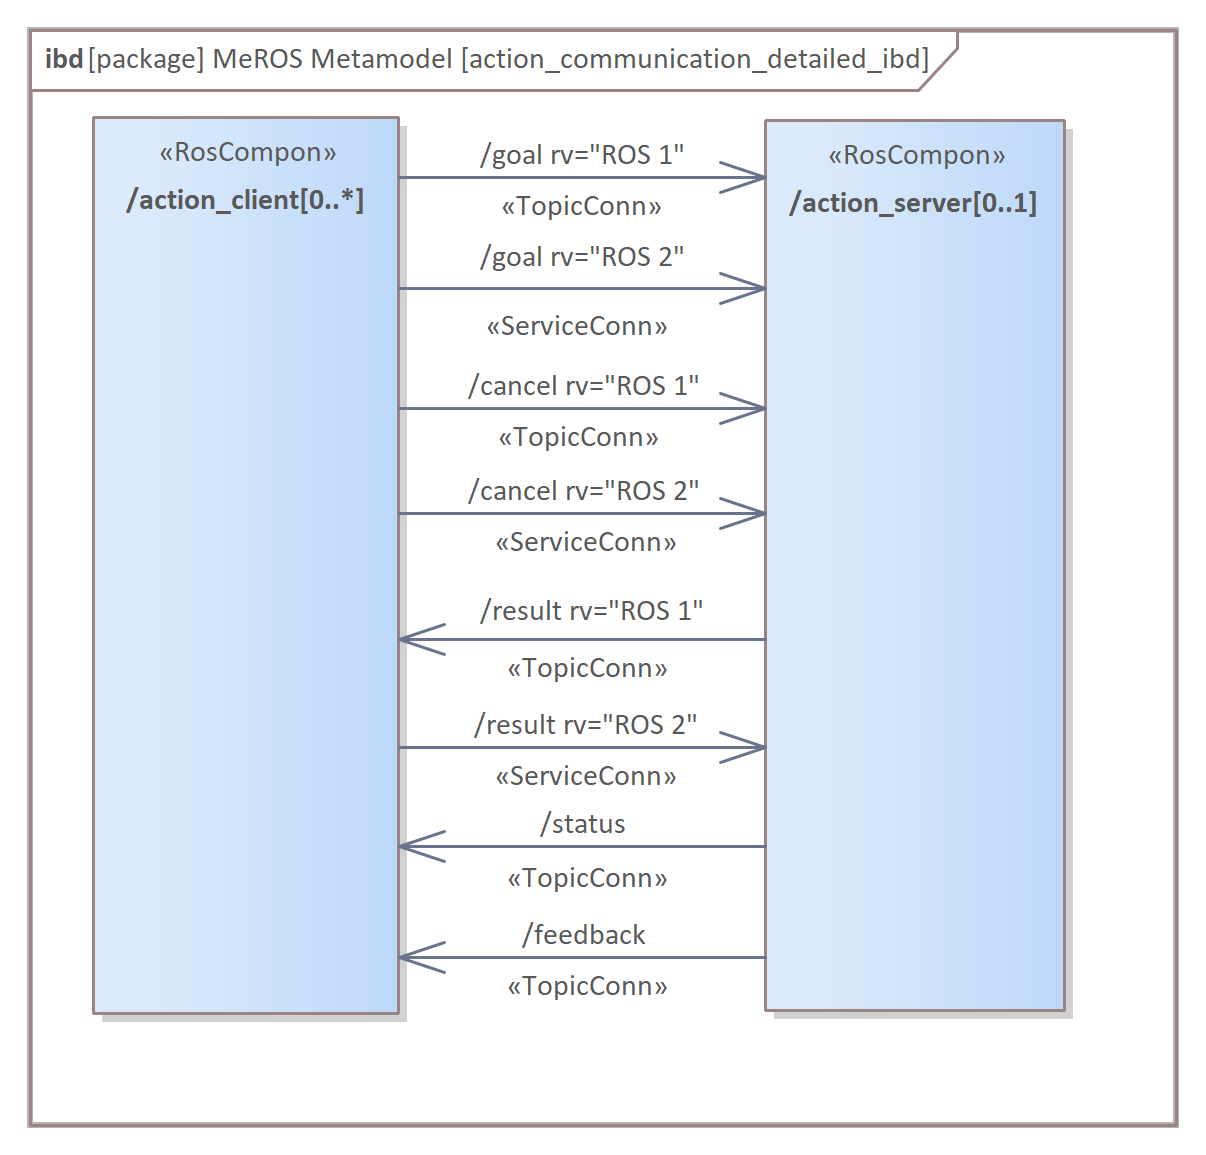 ibd [package] MeROS Metamodel [action_communication_detailed_ibd]
«RosCompon»
/action_client[0..*]
«RosCompon»
/action_server[0..1]
/goal rv="ROS 1"
«TopicConn»
/goal rv="ROS 2"
«ServiceConn»
/cancel rv="ROS 1"
«TopicConn»
/cancel rv="ROS 2"
«ServiceConn»
/result rv="ROS 1"
«TopicConn»
/result rv="ROS 2"
«ServiceConn»
/status
«TopicConn»
/feedback
«TopicConn»